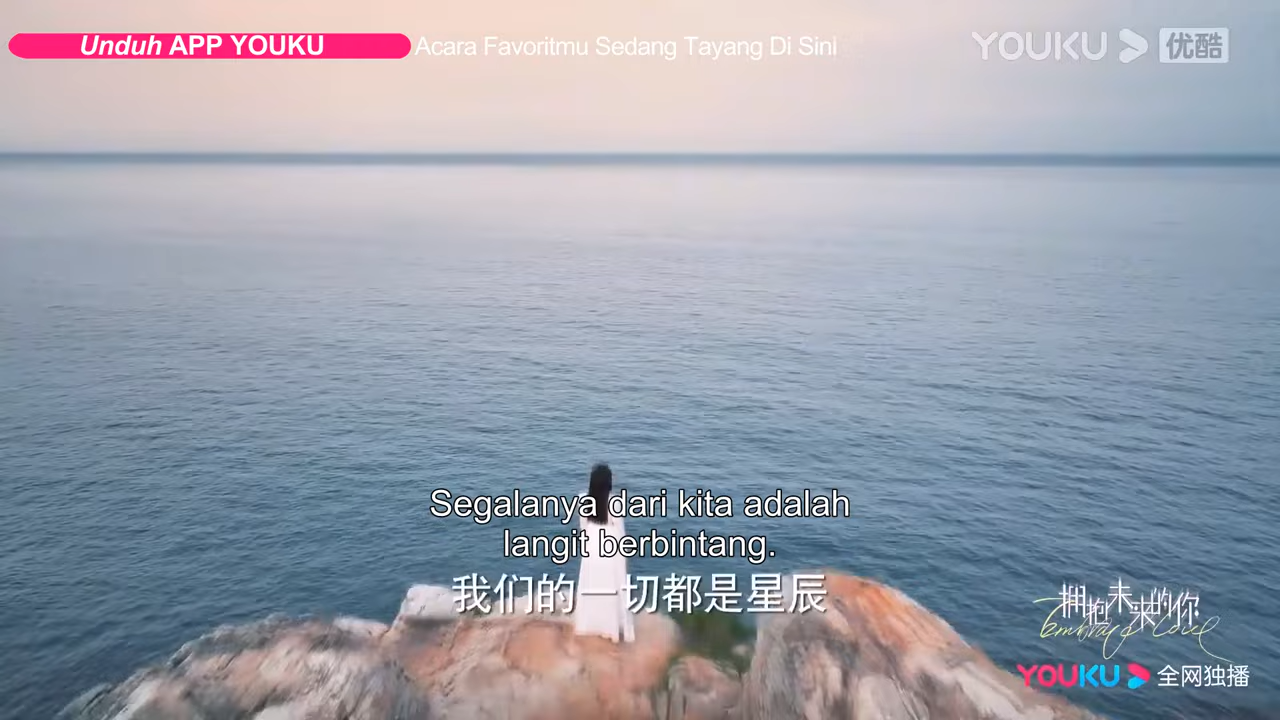 Unduh APP YOUKU Acara Favoritmu Sedang Tayang Di Sini
YOUKU 优酷
Segalanya dari kita adalah
langit berbintang.
我们的一切都是星辰
拥抱未来的你
Embrace Love
YOUKU 全网独播